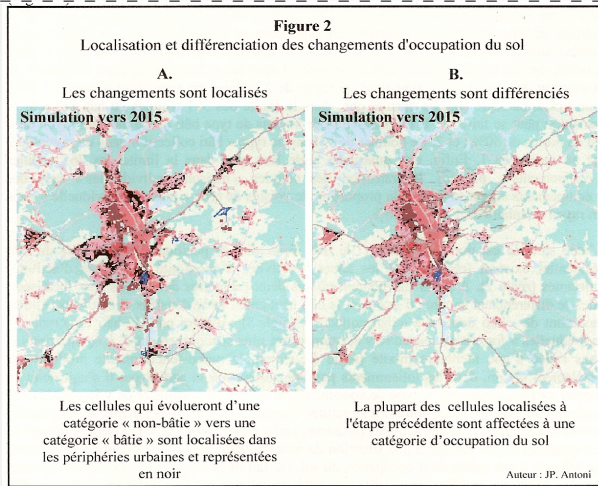 Figure 2
Localisation et différenciation des changements d'occupation du sol
A.
Les changements sont localisés
Simulation vers 2015
Les cellules qui évolueront d'une
catégorie « non-bâtie » vers une
catégorie « bâtie » sont localisées dans
les périphéries urbaines et représentées
en noir
B.
Les changements sont différenciés
Simulation vers 2015
La plupart des cellules localisées à
l'étape précédente sont affectées à une
catégorie d'occupation du sol
Auteur : JP. Antoni